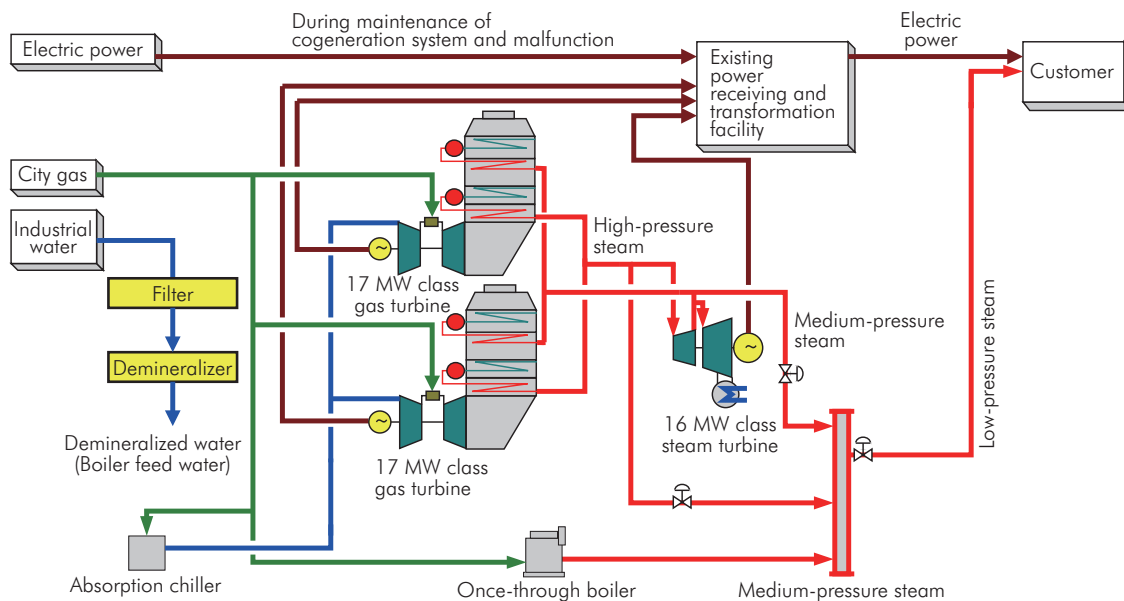 During maintenance of
cogeneration system and malfunction
Electric
power
Electric power
Existing
power
receiving and
transformation
facility
Customer
City gas
Industrial
water
High-pressure
steam
17 MW class
gas turbine
Filter
Medium-pressure
steam
Low-pressure steam
Demineralizer
16 MW class
steam turbine
Demineralized water
(Boiler feed water)
17 MW class
gas turbine
Absorption chiller
Once-through boiler
Medium-pressure steam